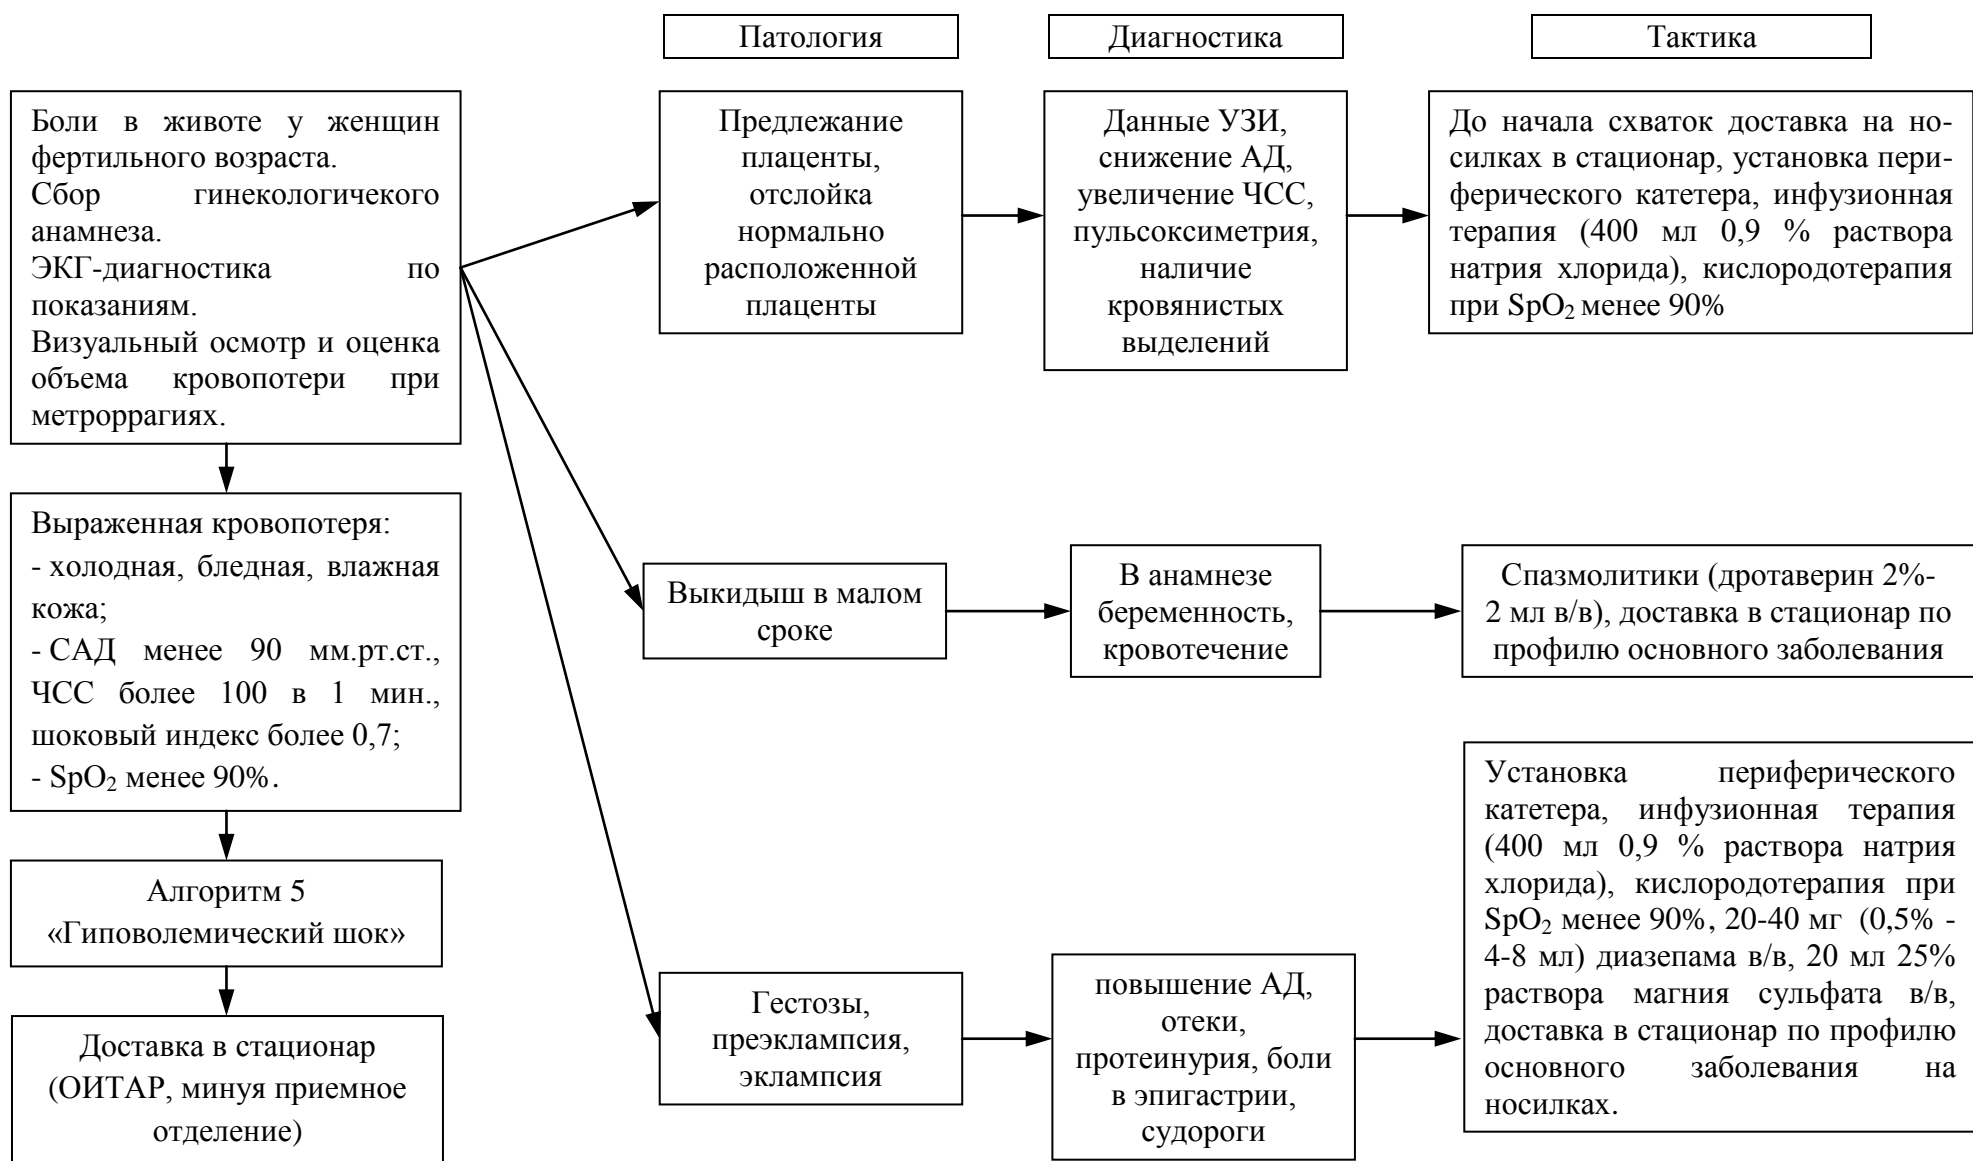 Патология
Диагностика
Тактика
Боли в животе у женщин
фертильного возраста.
Сбор гинекологичекого
анамнеза.
ЭКГ-диагностика по
показаниям.
Визуальный осмотр и оценка
объема кровопотери при
метроррагиях.
Предлежание
плаценты,
отслойка
нормально
расположенной
плаценты
Данные УЗИ,
снижение АД,
увеличение ЧСС,
пульсоксиметрия,
наличие
кровянистых
выделений
До начала схваток доставка на но-
силках в стационар, установка пери-
ферического катетера, инфузионная
терапия (400 мл 0,9 % раствора
натрия хлорида), кислородотерапия
при SpO₂ менее 90%
Выраженная кровопотеря:
- холодная, бледная, влажная
кожа;
- САД менее 90 мм.рт.ст.,
ЧСС более 100 в 1 мин.,
шоковый индекс более 0,7;
- SpO₂ менее 90%.
Выкидыш в малом
сроке
В анамнезе
беременность,
кровотечение
Спазмолитики (дротаверин 2%-
2 мл в/в), доставка в стационар по
профилю основного заболевания
Алгоритм 5
«Гиповолемический шок»
Доставка в стационар
(ОИТАР, минуя приемное
отделение)
Гестозы,
преэклампсия,
эклампсия
повышение АД,
отеки,
протеинурия, боли
в эпигастрии,
судороги
Установка периферического
катетера, инфузионная терапия
(400 мл 0,9 % раствора натрия
хлорида), кислородотерапия при
SpO₂ менее 90%, 20-40 мг (0,5% -
4-8 мл) диазепама в/в, 20 мл 25%
раствора магния сульфата в/в,
доставка в стационар по профилю
основного заболевания на
носилках.